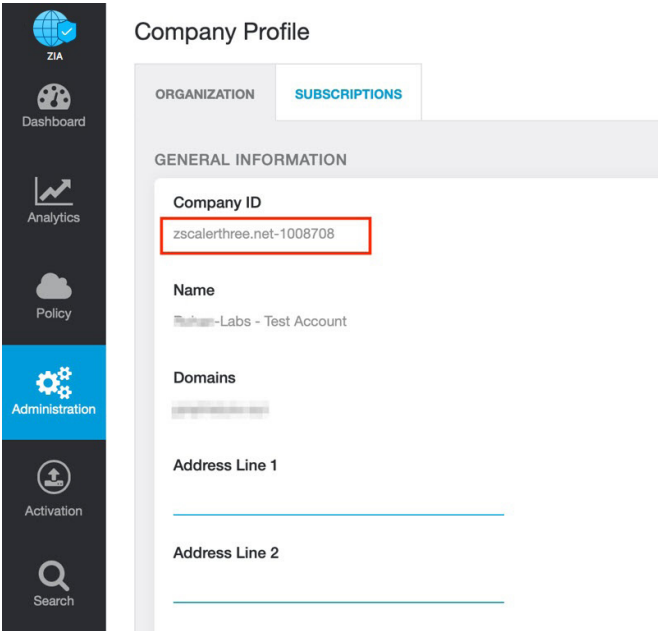 ZIA
Dashboard
Analytics
Policy
Administration
Activation
Search
Company Profile
ORGANIZATION
SUBSCRIPTIONS
GENERAL INFORMATION
Company ID
zscalerthree.net-1008708
Name
-Labs - Test Account
Domains
Address Line 1
Address Line 2